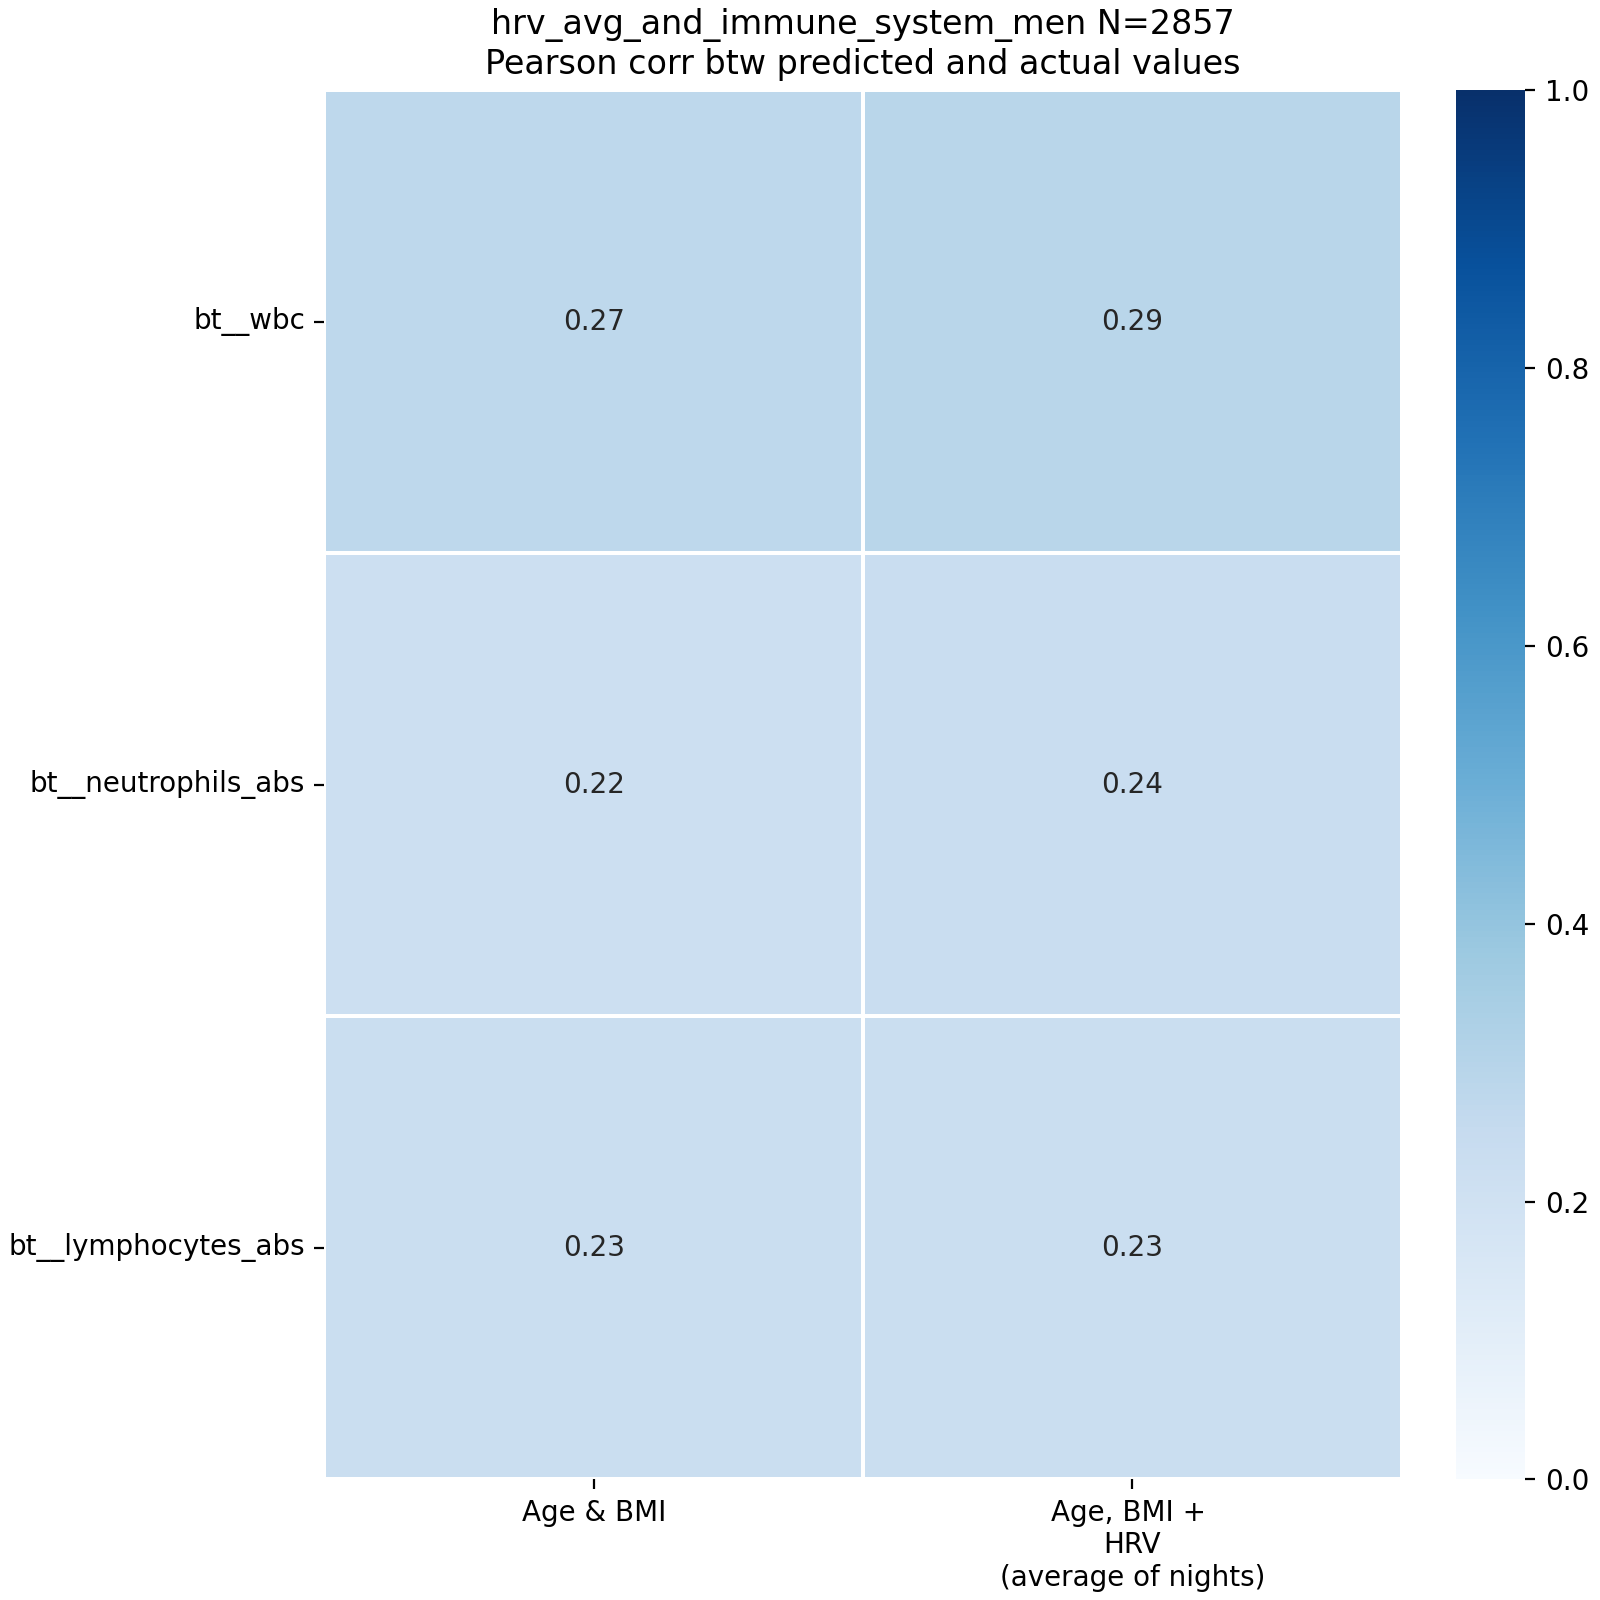 hrv_avg_and_immune_system_men N=2857
Pearson corr btw predicted and actual values
bt__wbc
0.27
0.29
bt__neutrophils_abs
0.22
0.24
bt__lymphocytes_abs
0.23
0.23
Age & BMI
Age, BMI +
HRV
(average of nights)
1.0
0.8
0.6
0.4
0.2
0.0